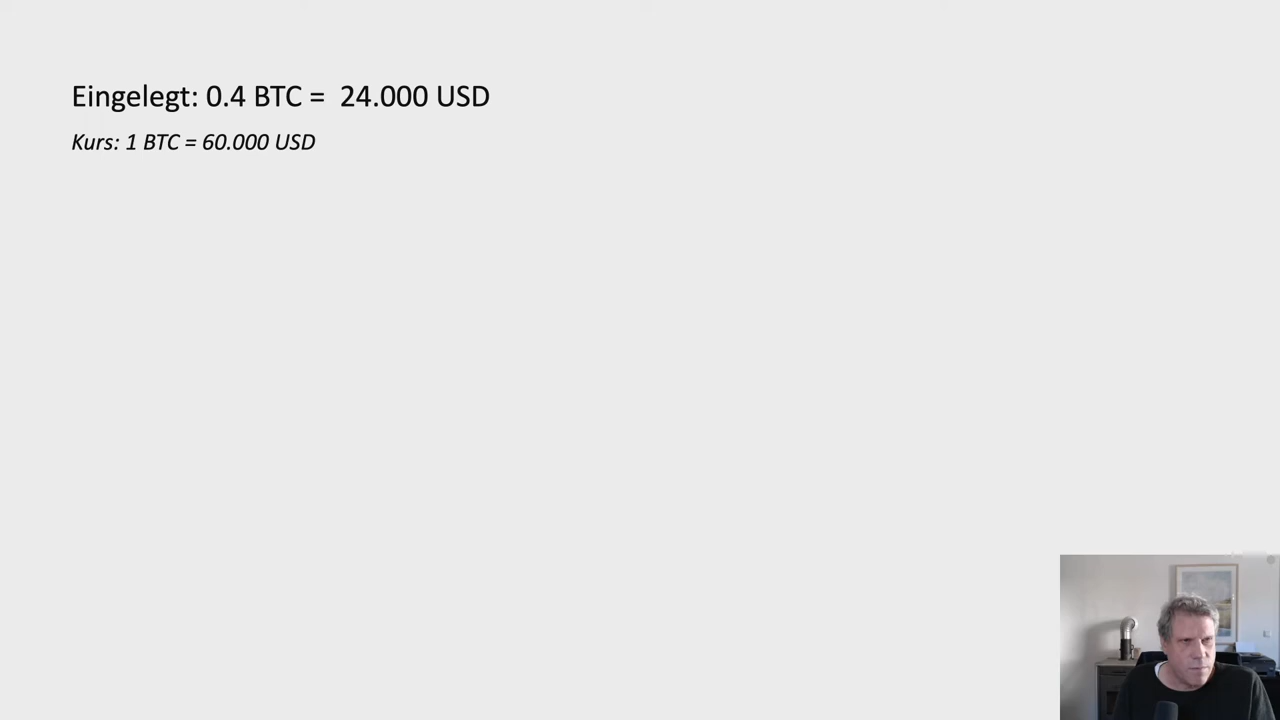 Eingelegt: 0.4 BTC = 24.000 USD
Kurs: 1 BTC = 60.000 USD